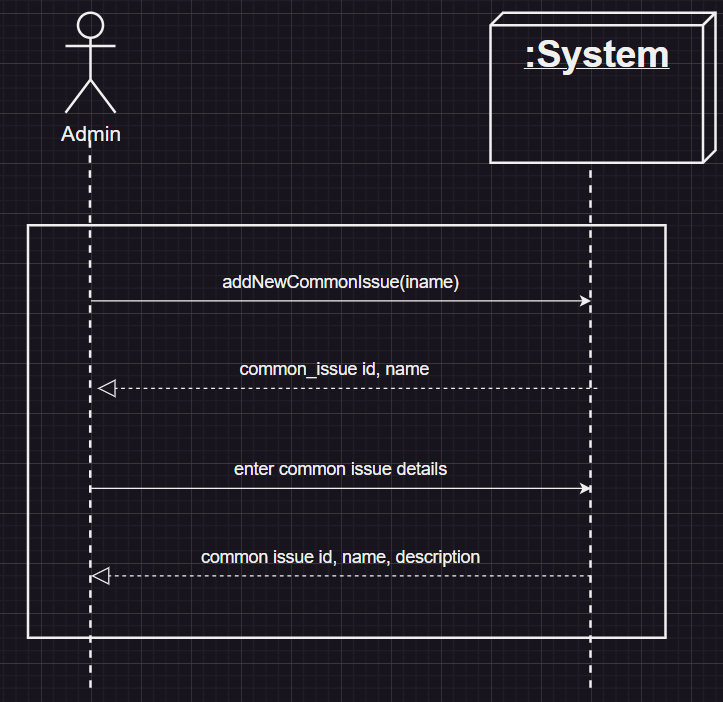 :System
Admin
addNewCommonIssue(iname)
common_issue id, name
enter common issue details
common issue id, name, description